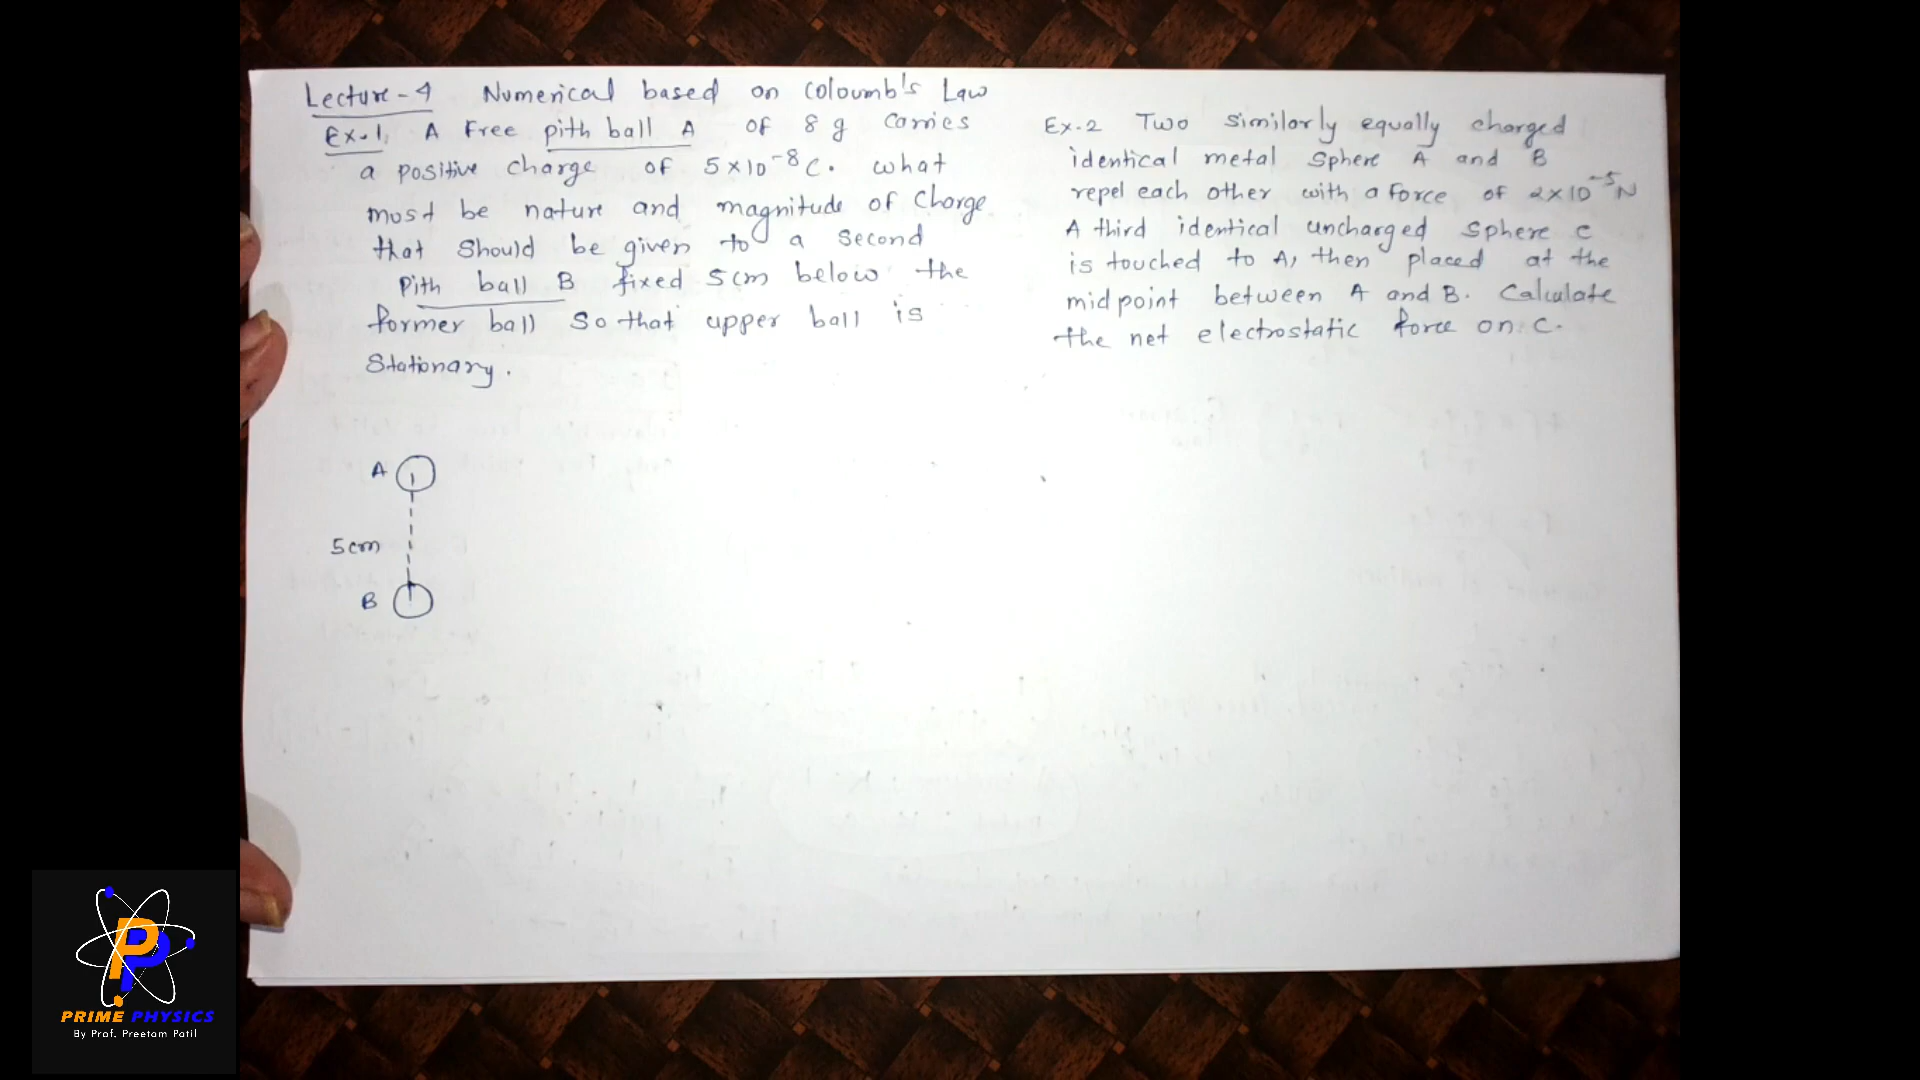 Lecture-4 Numerical based on Coloumb's Law
Ex.1 A Free pith ball A of 8 g carries
a positive charge of 5×10⁻⁸ C. what
must be nature and magnitude of Charge
that should be given to a second
Pith ball B fixed 5cm below the
former ball so that upper ball is
Stationary.
A
5cm
B
Ex.2 Two similarly equally charged
identical metal sphere A and B
repel each other with a force of 2×10⁻⁵ N
A third identical uncharged sphere C
is touched to A, then placed at the
midpoint between A and B. Calculate
the net electrostatic force on C.
PRIME PHYSICS
By Prof. Preetam Patil